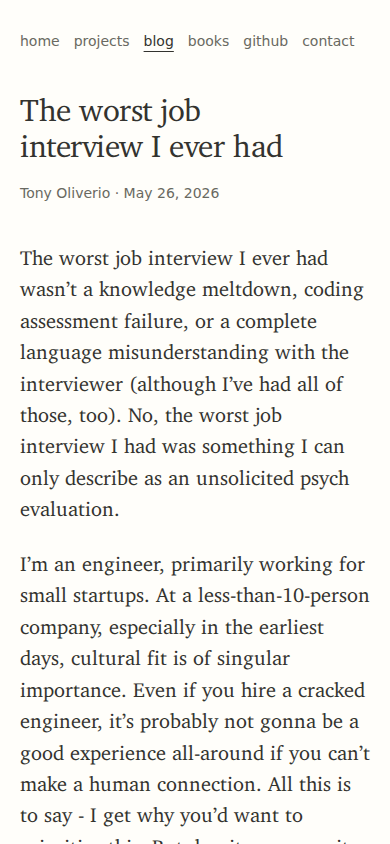 home projects blog books github contact
The worst job
interview I ever had
Tony Oliverio · May 26, 2026
The worst job interview I ever had
wasn’t a knowledge meltdown, coding
assessment failure, or a complete
language misunderstanding with the
interviewer (although I’ve had all of
those, too). No, the worst job
interview I had was something I can
only describe as an unsolicited psych
evaluation.
I’m an engineer, primarily working for
small startups. At a less-than-10-person
company, especially in the earliest
days, cultural fit is of singular
importance. Even if you hire a cracked
engineer, it’s probably not gonna be a
good experience all-around if you can’t
make a human connection. All this is
to say - I get why you’d want to